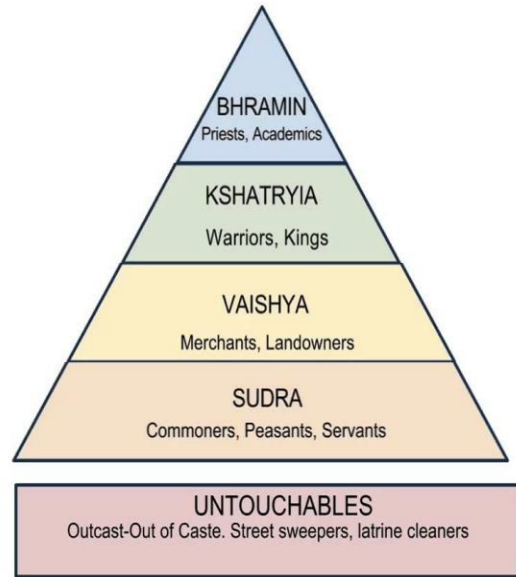 BHRAMIN
Priests, Academics
KSHATRYIA
Warriors, Kings
VAISHYA
Merchants, Landowners
SUDRA
Commoners, Peasants, Servants
UNTOUCHABLES
Outcast-Out of Caste. Street sweepers, latrine cleaners